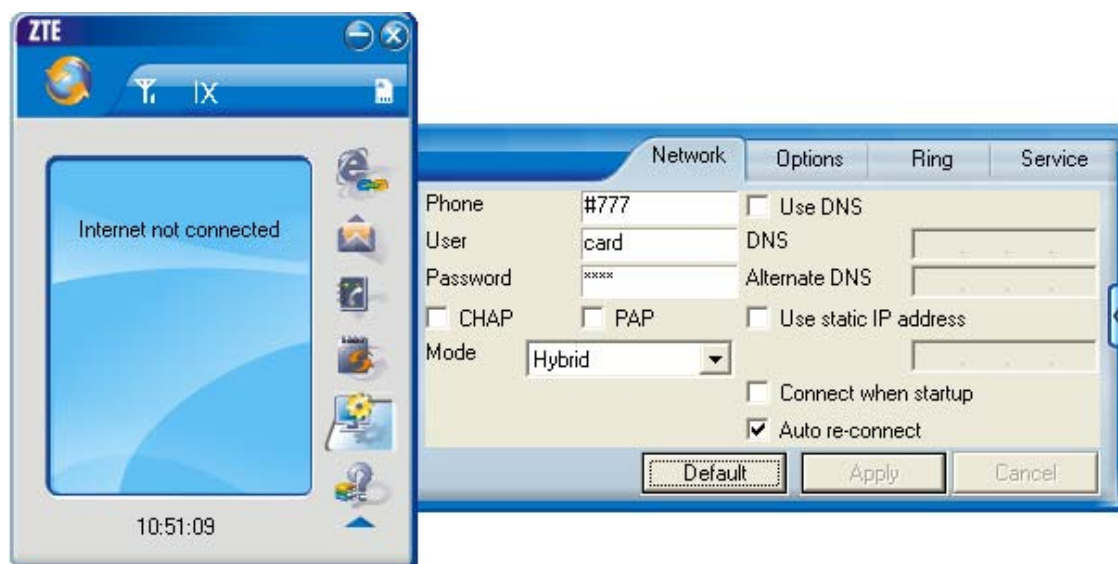 ZTE
IX
Internet not connected
10:51:09
Network Options Ring Service
Phone #777 Use DNS
User card DNS
Password **** Alternate DNS
CHAP PAP Use static IP address
Mode Hybrid
Connect when startup
Auto re-connect
Default Apply Cancel